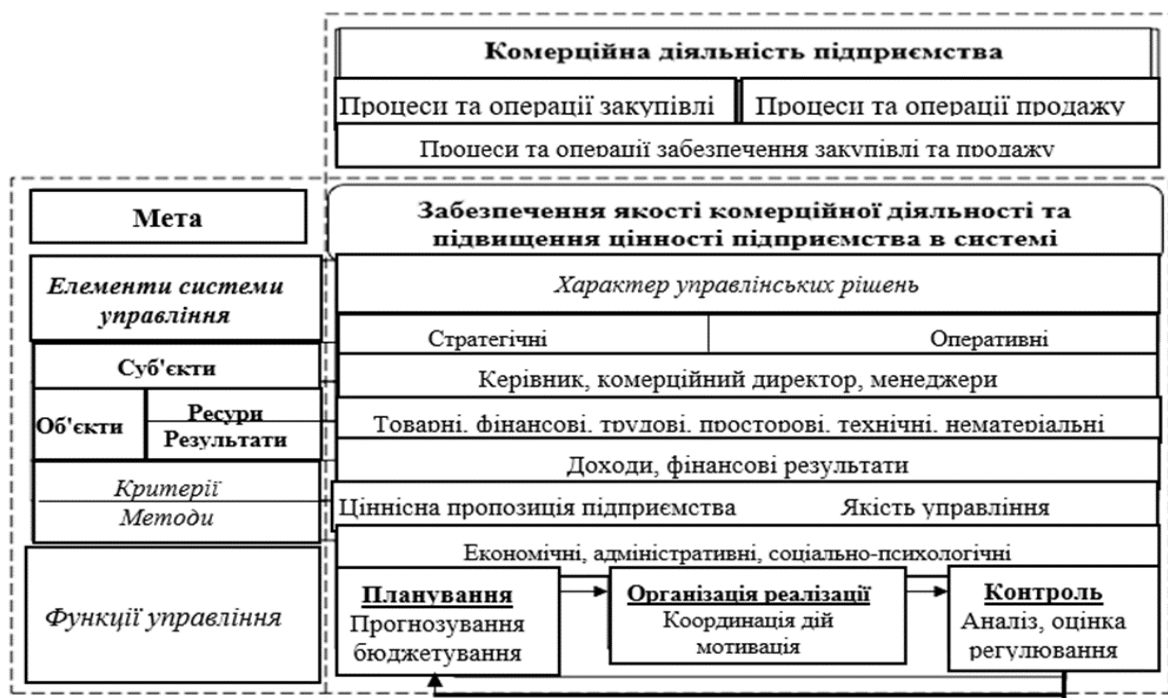 Комерційна діяльність підприємства
Процеси та операції закупівлі
Процеси та операції продажу
Процеси та операції забезпечення закупівлі та продажу
Мета
Забезпечення якості комерційної діяльності та
підвищення цінності підприємства в системі
Елементи системи
управління
Характер управлінських рішень
Стратегічні
Оперативні
Суб'єкти
Керівник, комерційний директор, менеджери
Об'єкти
Ресури
Результати
Товарні, фінансові, трудові, просторові, технічні, нематеріальні
Доходи, фінансові результати
Критерії
Методи
Ціннісна пропозиція підприємства
Якість управління
Економічні, адміністративні, соціально-психологічні
Функції управління
Планування
Прогнозування
бюджетування
Організація реалізації
Координація дій
мотивація
Контроль
Аналіз, оцінка
регулювання